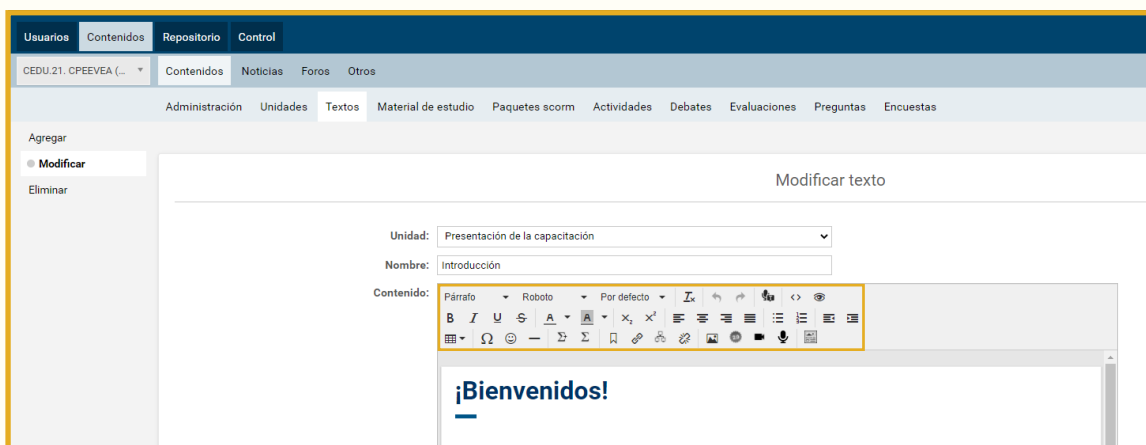 Usuarios Contenidos Repositorio Control
CEDU.21. CPEEVEA (... Contenidos Noticias Foros Otros
Administración Unidades Textos Material de estudio Paquetes scorm Actividades Debates Evaluaciones Preguntas Encuestas
Agregar
Modificar
Eliminar
Modificar texto
Unidad: Presentación de la capacitación
Nombre: Introducción
Contenido:
Párrafo Roboto Por defecto
¡Bienvenidos!